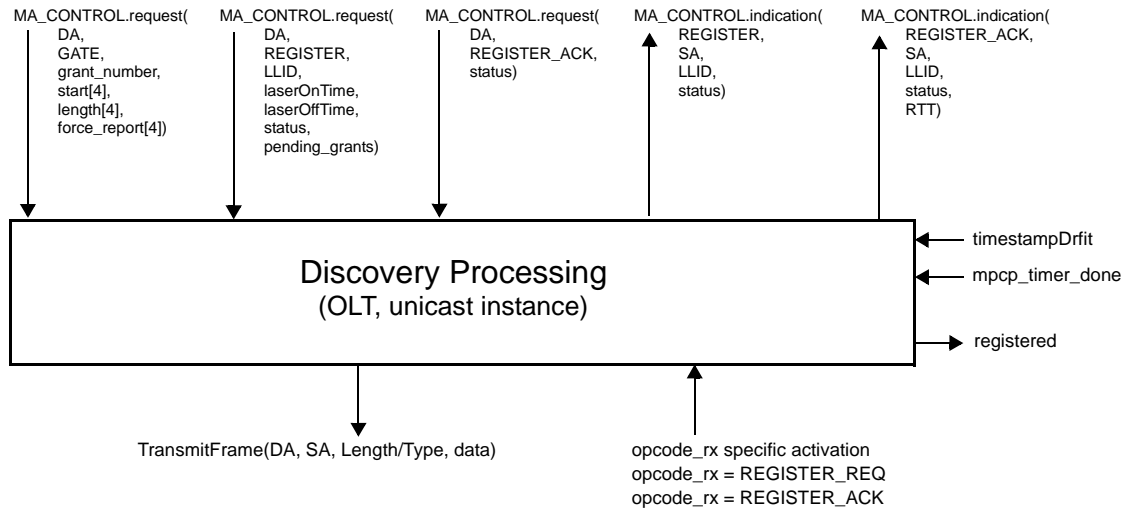 MA_CONTROL.request(
DA,
GATE,
grant_number,
start[4],
length[4],
force_report[4])
MA_CONTROL.request(
DA,
REGISTER,
LLID,
laserOnTime,
laserOffTime,
status,
pending_grants)
MA_CONTROL.request(
DA,
REGISTER_ACK,
status)
MA_CONTROL.indication(
REGISTER,
SA,
LLID,
status)
MA_CONTROL.indication(
REGISTER_ACK,
SA,
LLID,
status,
RTT)
Discovery Processing
(OLT, unicast instance)
timestampDrfit
mpcp_timer_done
registered
TransmitFrame(DA, SA, Length/Type, data)
opcode_rx specific activation
opcode_rx = REGISTER_REQ
opcode_rx = REGISTER_ACK